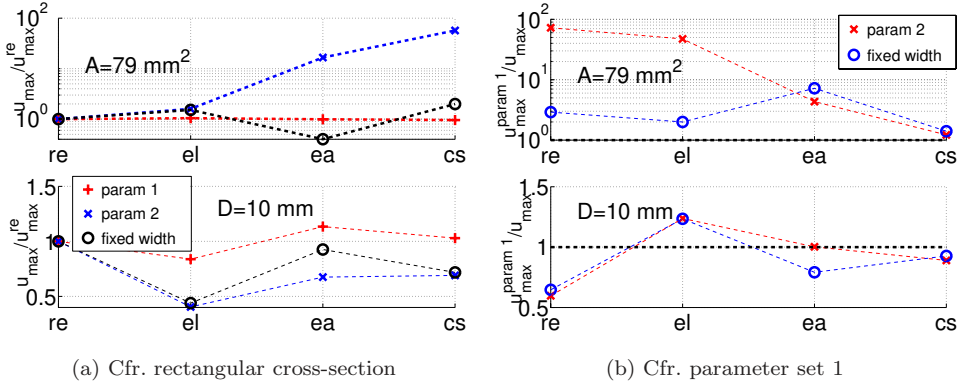 10^2
10^0
u_max/u_max^re
A=79 mm^2
re el ea cs
1.5
1
0.5
u_max/u_max^re
param 1
param 2
fixed width
D=10 mm
re el ea cs
(a) Cfr. rectangular cross-section
10^2
10^1
10^0
u_max^param 1/u_max
A=79 mm^2
param 2
fixed width
re el ea cs
1.5
1
0.5
u_max^param 1/u_max
D=10 mm
re el ea cs
(b) Cfr. parameter set 1